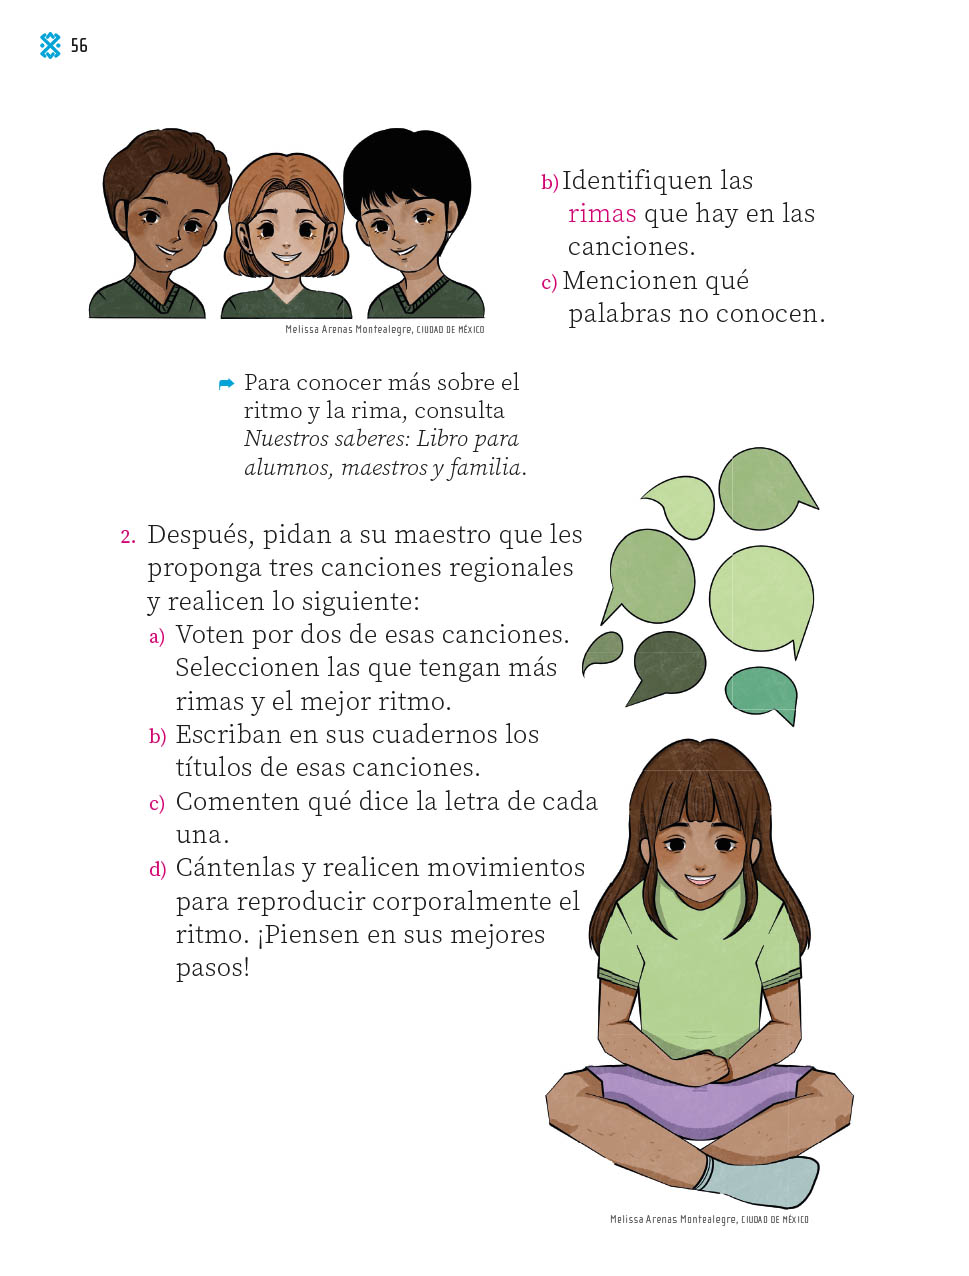 56
b) Identifiquen las
rimas que hay en las
canciones.
c) Mencionen qué
palabras no conocen.
Melissa Arenas Montealegre, CIUDAD DE MÉXICO
Para conocer más sobre el
ritmo y la rima, consulta
Nuestros saberes: Libro para
alumnos, maestros y familia.
2. Después, pidan a su maestro que les
proponga tres canciones regionales
y realicen lo siguiente:
a) Voten por dos de esas canciones.
Seleccionen las que tengan más
rimas y el mejor ritmo.
b) Escriban en sus cuadernos los
títulos de esas canciones.
c) Comenten qué dice la letra de cada
una.
d) Cántenlas y realicen movimientos
para reproducir corporalmente el
ritmo. ¡Piensen en sus mejores
pasos!
Melissa Arenas Montealegre, CIUDAD DE MÉXICO